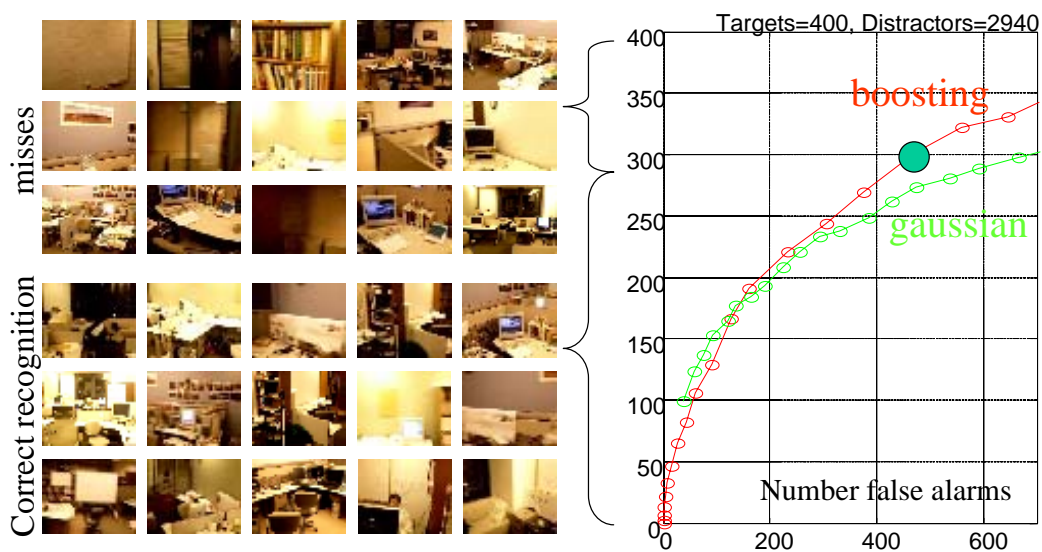 misses
Correct recognition
Targets=400, Distractors=2940
400
350
300
250
200
150
100
50
0
boosting
gaussian
Number false alarms
0
200
400
600